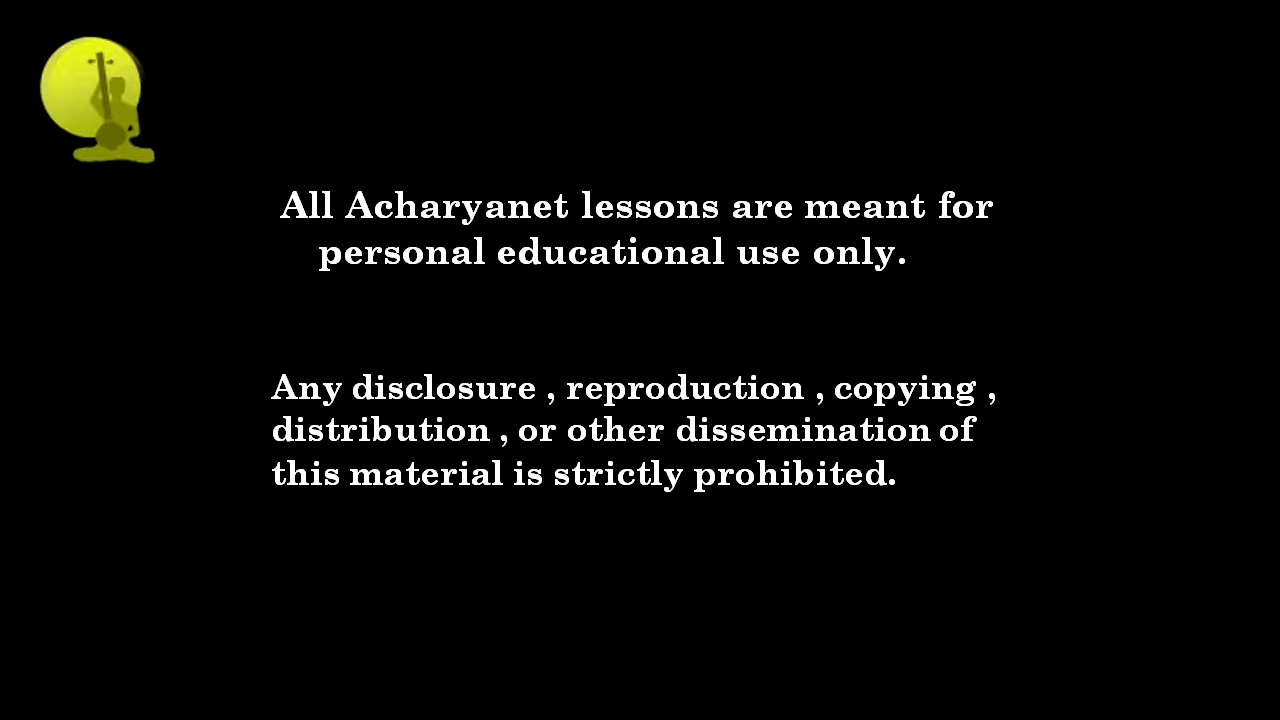 All Acharyanet lessons are meant for
personal educational use only.
Any disclosure , reproduction , copying ,
distribution , or other dissemination of
this material is strictly prohibited.